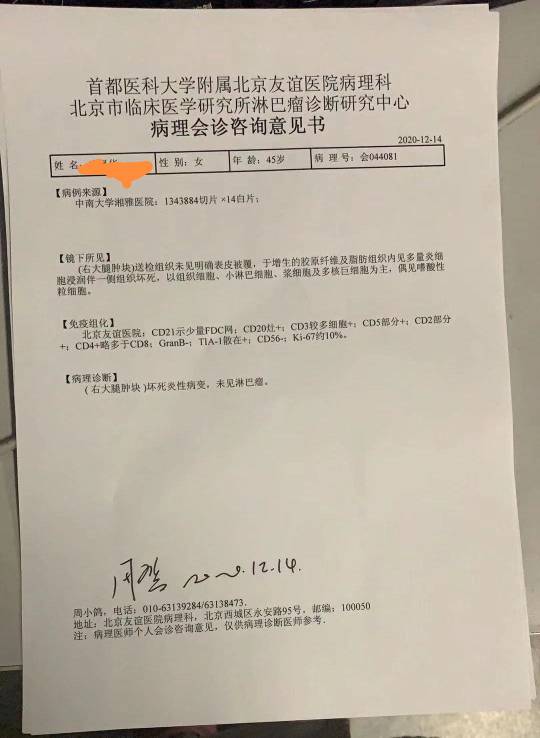 首都医科大学附属北京友谊医院病理科
北京市临床医学研究所淋巴瘤诊断研究中心
病理会诊咨询意见书
2020-12-14
姓 名: 性 别: 女 年 龄: 45岁 病 理 号: 会044081
【病例来源】
中南大学湘雅医院: 1343884切片 ×14白片;
【镜下所见】
(右大腿肿块)送检组织未见明确表皮被覆, 于增生的胶原纤维及脂肪组织内见多量炎细
胞浸润伴一侧组织坏死, 以组织细胞、小淋巴细胞、浆细胞及多核巨细胞为主, 偶见嗜酸性
粒细胞。
【免疫组化】
北京友谊医院: CD21示少量FDC网; CD20灶+; CD3较多细胞+; CD5部分+; CD2部分
+; CD4+略多于CD8; GranB-; TIA-1散在+; CD56-; Ki-67约10%。
【病理诊断】
(右大腿肿块)坏死炎性病变, 未见淋巴瘤。
2020.12.14.
周小鸽, 电话: 010-63139284/63138473.
地址: 北京友谊医院病理科, 北京西城区永安路95号, 邮编: 100050
注: 病理医师个人会诊咨询意见, 仅供病理诊断医师参考.